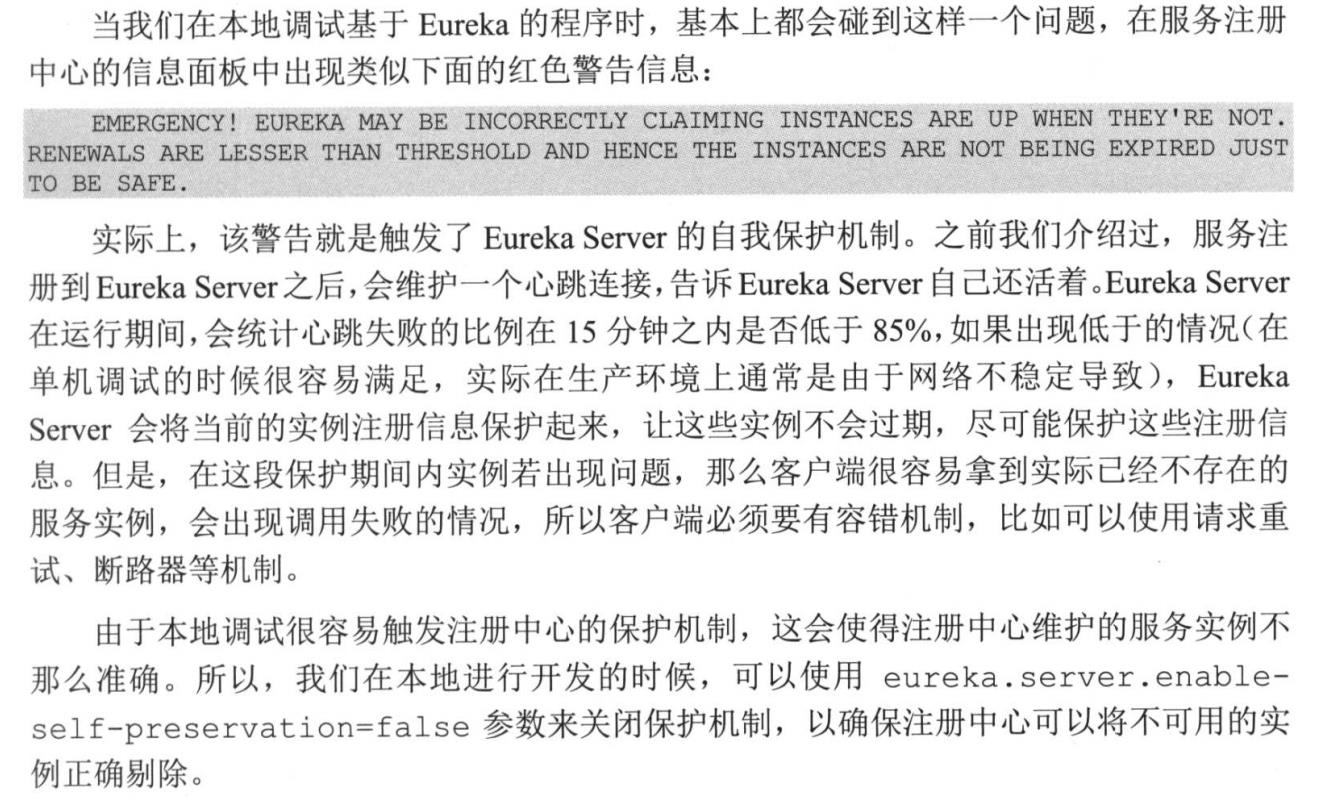 当我们在本地调试基于 Eureka 的程序时，基本上都会碰到这样一个问题，在服务注册
中心的信息面板中出现类似下面的红色警告信息：
EMERGENCY! EUREKA MAY BE INCORRECTLY CLAIMING INSTANCES ARE UP WHEN THEY'RE NOT.
RENEWALS ARE LESSER THAN THRESHOLD AND HENCE THE INSTANCES ARE NOT BEING EXPIRED JUST
TO BE SAFE.
实际上，该警告就是触发了 Eureka Server 的自我保护机制。之前我们介绍过，服务注
册到 Eureka Server 之后，会维护一个心跳连接，告诉 Eureka Server 自己还活着。Eureka Server
在运行期间，会统计心跳失败的比例在 15 分钟之内是否低于 85%，如果出现低于的情况（在
单机调试的时候很容易满足，实际在生产环境上通常是由于网络不稳定导致），Eureka
Server 会将当前的实例注册信息保护起来，让这些实例不会过期，尽可能保护这些注册信
息。但是，在这段保护期间内实例若出现问题，那么客户端很容易拿到实际已经不存在的
服务实例，会出现调用失败的情况，所以客户端必须要有容错机制，比如可以使用请求重
试、断路器等机制。
由于本地调试很容易触发注册中心的保护机制，这会使得注册中心维护的服务实例不
那么准确。所以，我们在本地进行开发的时候，可以使用 eureka.server.enable-
self-preservation=false 参数来关闭保护机制，以确保注册中心可以将不可用的实
例正确剔除。